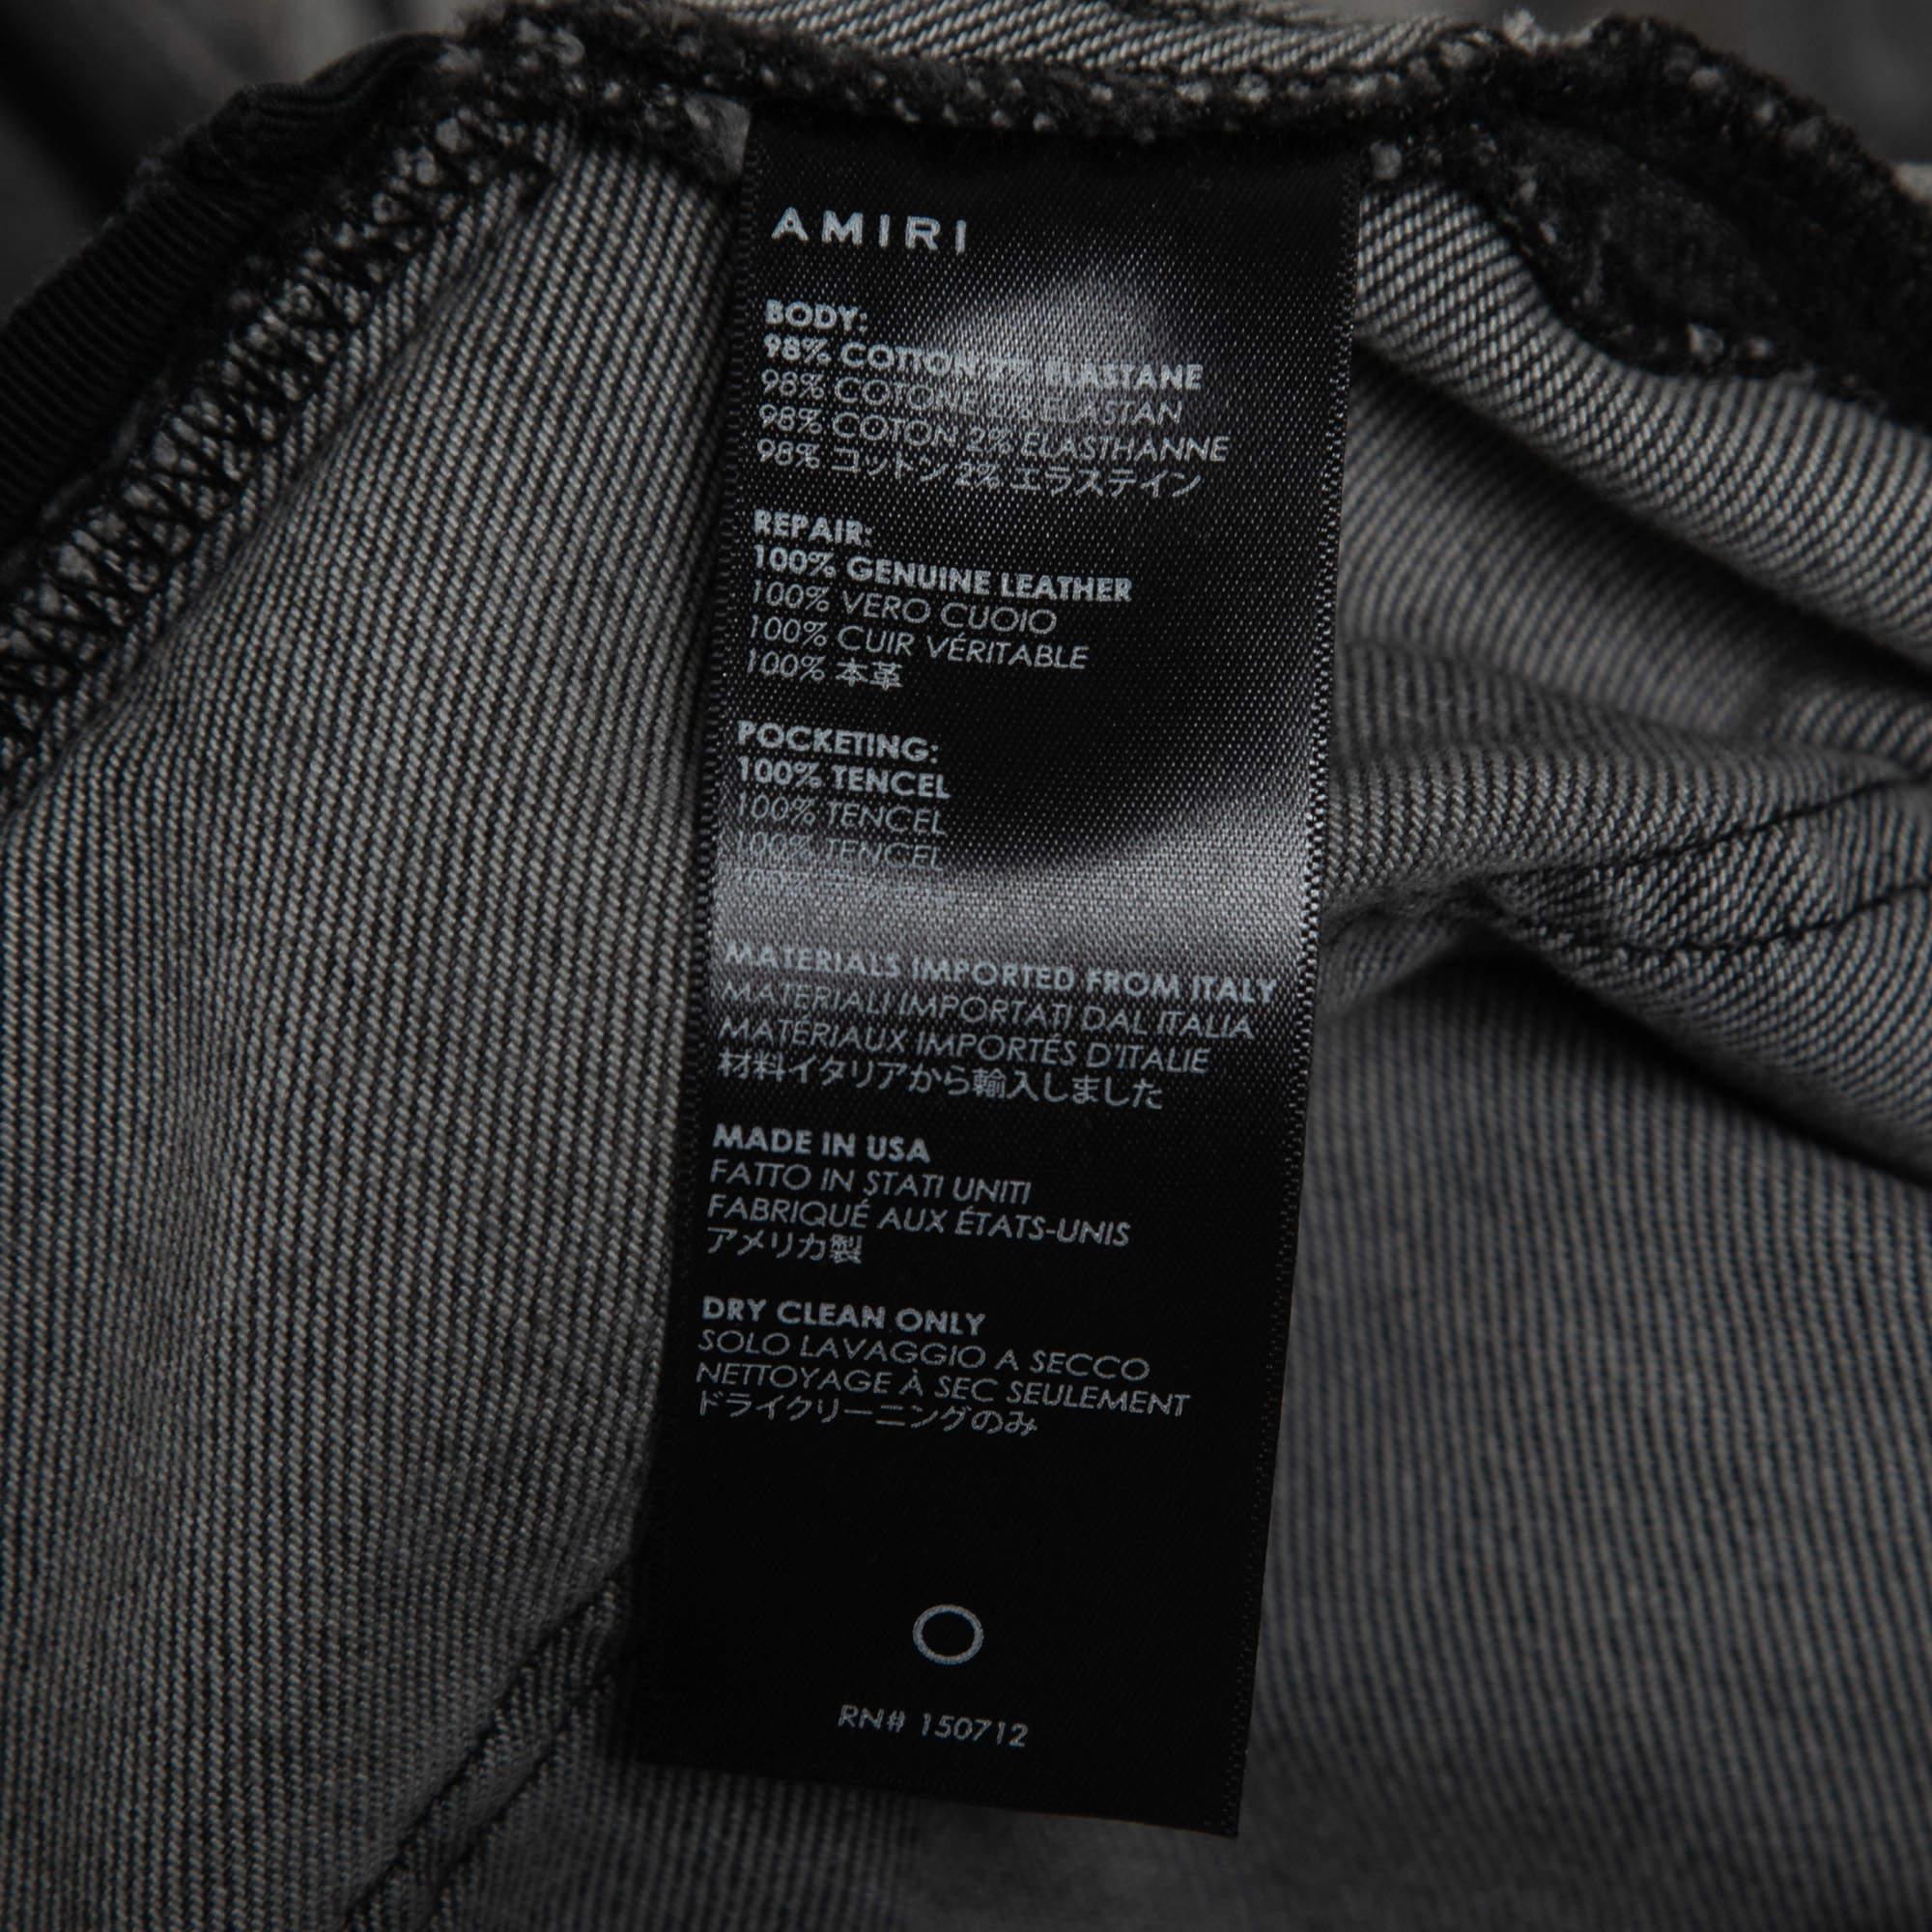 AMIRI
BODY:
98% COTTON 2% ELASTANE
98% COTONE 2% ELASTAN
98% COTON 2% ÉLASTHANNE
98% コットン 2% エラステイン
REPAIR:
100% GENUINE LEATHER
100% VERO CUOIO
100% CUIR VÉRITABLE
100% 本革
POCKETING:
100% TENCEL
100% TENCEL
100% TENCEL
100%
MATERIALS IMPORTED FROM ITALY
MATERIALI IMPORTATI DAL ITALIA
MATÉRIAUX IMPORTÉS D'ITALIE
材料イタリアから輸入しました
MADE IN USA
FATTO IN STATI UNITI
FABRIQUÉ AUX ÉTATS-UNIS
アメリカ製
DRY CLEAN ONLY
SOLO LAVAGGIO A SECCO
NETTOYAGE À SEC SEULEMENT
ドライクリーニングのみ
RN# 150712